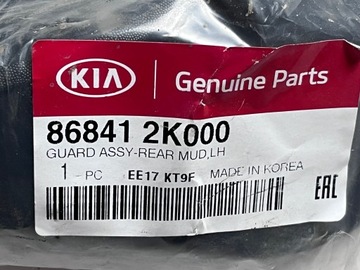 KIA Genuine Parts
86841 2K000
GUARD ASSY-REAR MUD,LH
1 - PC EE17 KT9F MADE IN KOREA
EAC